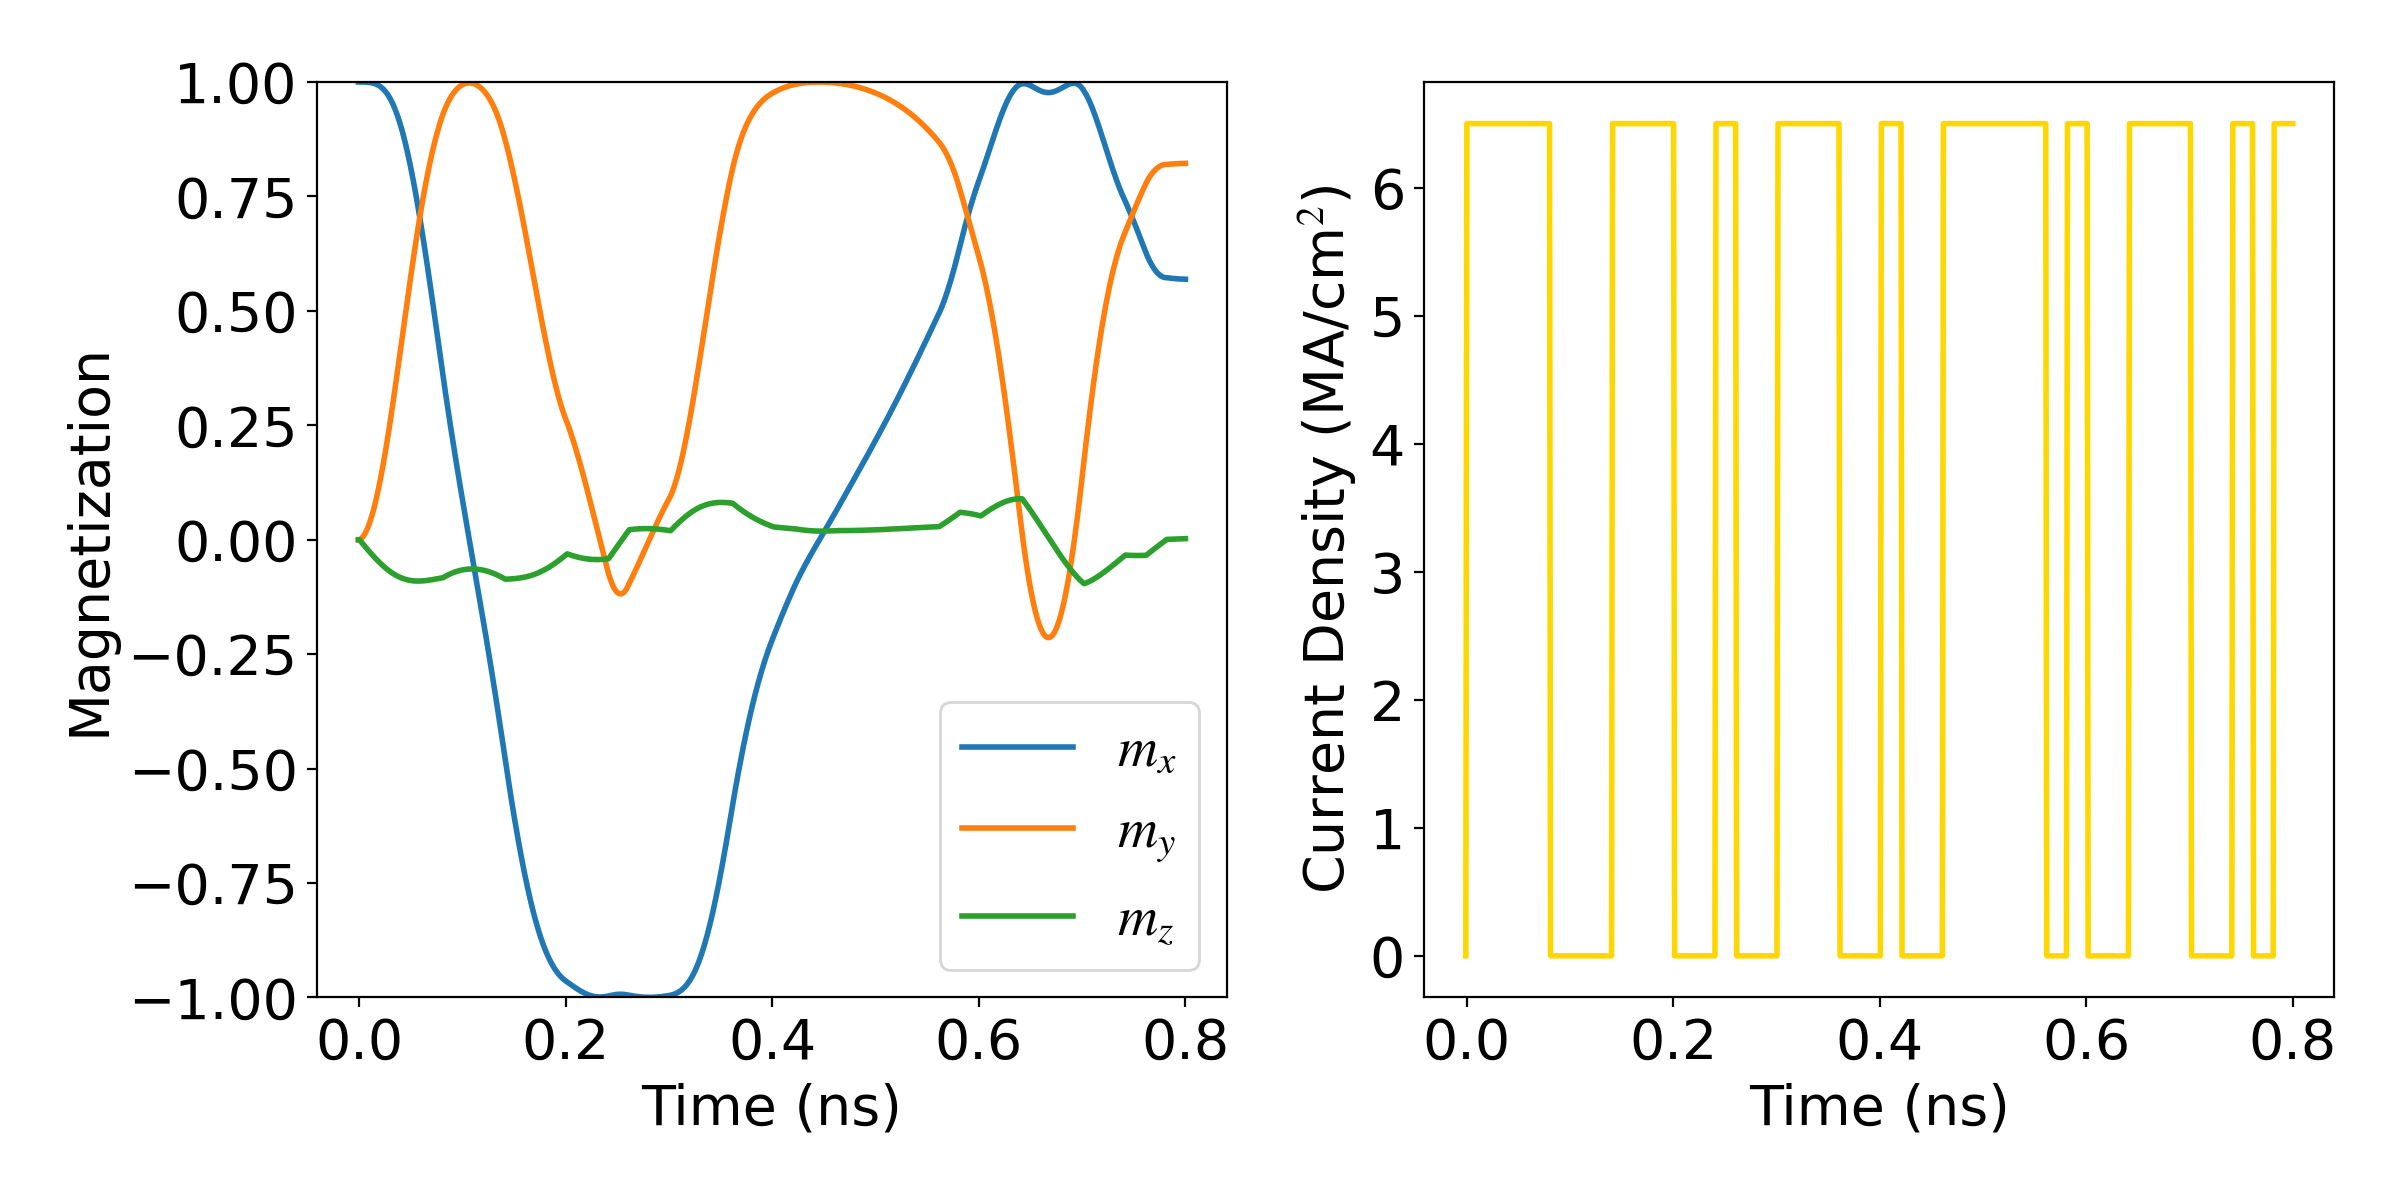 Magnetization
1.00
0.75
0.50
0.25
0.00
−0.25
−0.50
−0.75
−1.00
0.0 0.2 0.4 0.6 0.8
Time (ns)
m_x
m_y
m_z
Current Density (MA/cm²)
6
5
4
3
2
1
0
0.0 0.2 0.4 0.6 0.8
Time (ns)